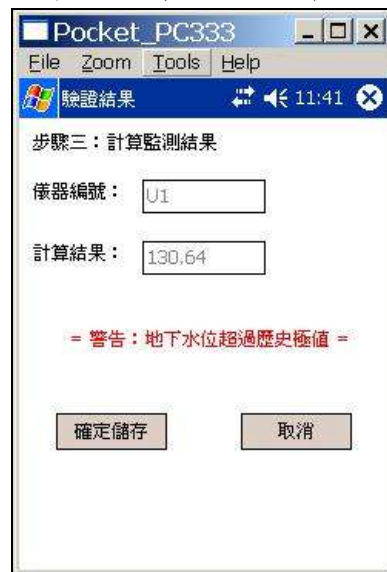 Pocket_PC333
File Zoom Tools Help
驗證結果 11:41
步驟三：計算監測結果
儀器編號： U1
計算結果： 130.64
= 警告：地下水位超過歷史極值 =
確定儲存 取消